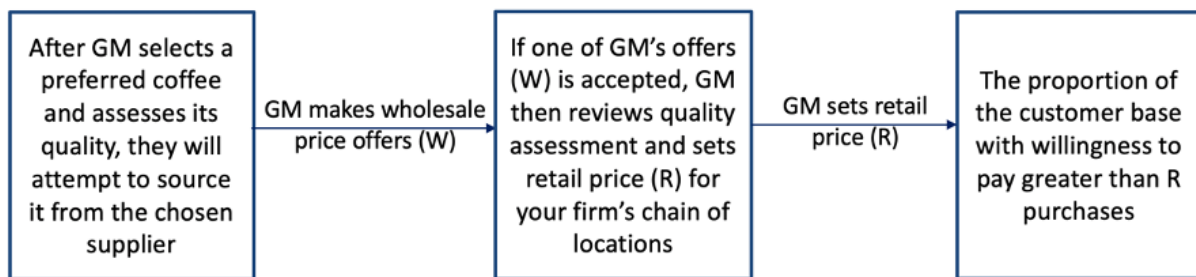 After GM selects a
preferred coffee
and assesses its
quality, they will
attempt to source
it from the chosen
supplier
GM makes wholesale
price offers (W)
If one of GM’s offers
(W) is accepted, GM
then reviews quality
assessment and sets
retail price (R) for
your firm’s chain of
locations
GM sets retail
price (R)
The proportion of
the customer base
with willingness to
pay greater than R
purchases